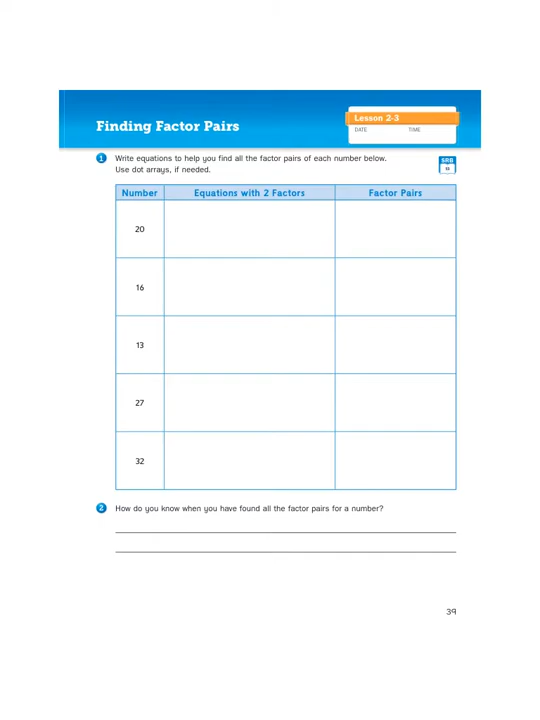 Finding Factor Pairs
Lesson 2-3
DATE TIME
1 Write equations to help you find all the factor pairs of each number below.
Use dot arrays, if needed.
SRB
Number Equations with 2 Factors Factor Pairs
20
16
13
27
32
2 How do you know when you have found all the factor pairs for a number?
39